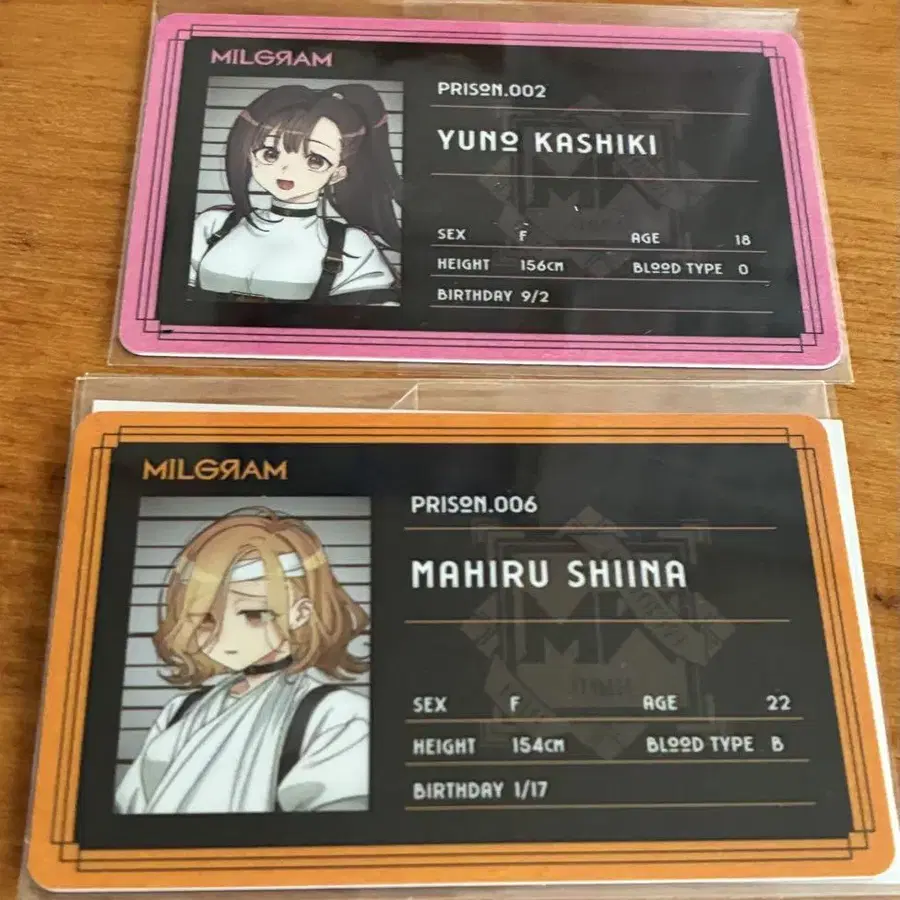 MILGRAM
PRISON.002
YUNO KASHIKI
SEX F AGE 18
HEIGHT 156CM BLOOD TYPE O
BIRTHDAY 9/2
MILGRAM
PRISON.006
MAHIRU SHIINA
SEX F AGE 22
HEIGHT 154CM BLOOD TYPE B
BIRTHDAY 1/17